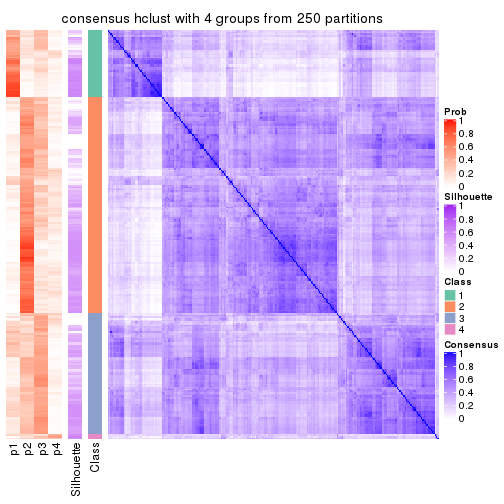 consensus hclust with 4 groups from 250 partitions
Prob
1
0.8
0.6
0.4
0.2
0
Silhouette
1
0.8
0.6
0.4
0.2
0
Class
1
2
3
4
Consensus
1
0.8
0.6
0.4
0.2
0
p1
p2
p3
p4
Silhouette
Class